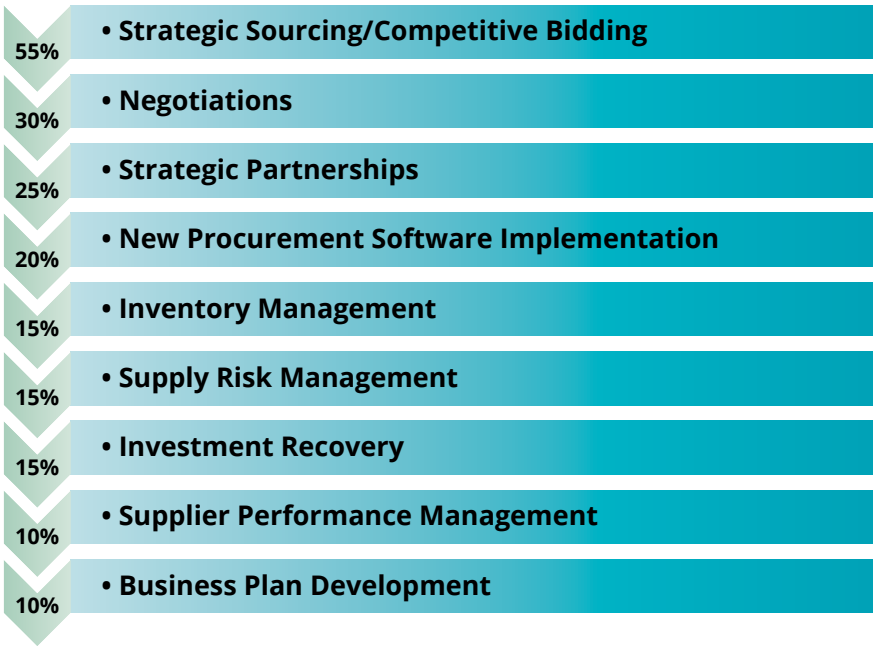 55%
• Strategic Sourcing/Competitive Bidding
30%
• Negotiations
25%
• Strategic Partnerships
20%
• New Procurement Software Implementation
15%
• Inventory Management
15%
• Supply Risk Management
15%
• Investment Recovery
10%
• Supplier Performance Management
10%
• Business Plan Development